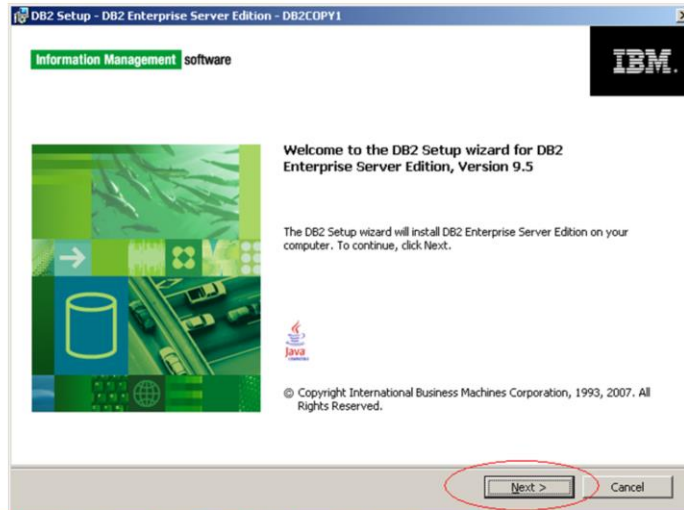 DB2 Setup - DB2 Enterprise Server Edition - DB2COPY1
Information Management software
IBM.
Welcome to the DB2 Setup wizard for DB2
Enterprise Server Edition, Version 9.5
The DB2 Setup wizard will install DB2 Enterprise Server Edition on your
computer. To continue, click Next.
Java
© Copyright International Business Machines Corporation, 1993, 2007. All
Rights Reserved.
Next >
Cancel